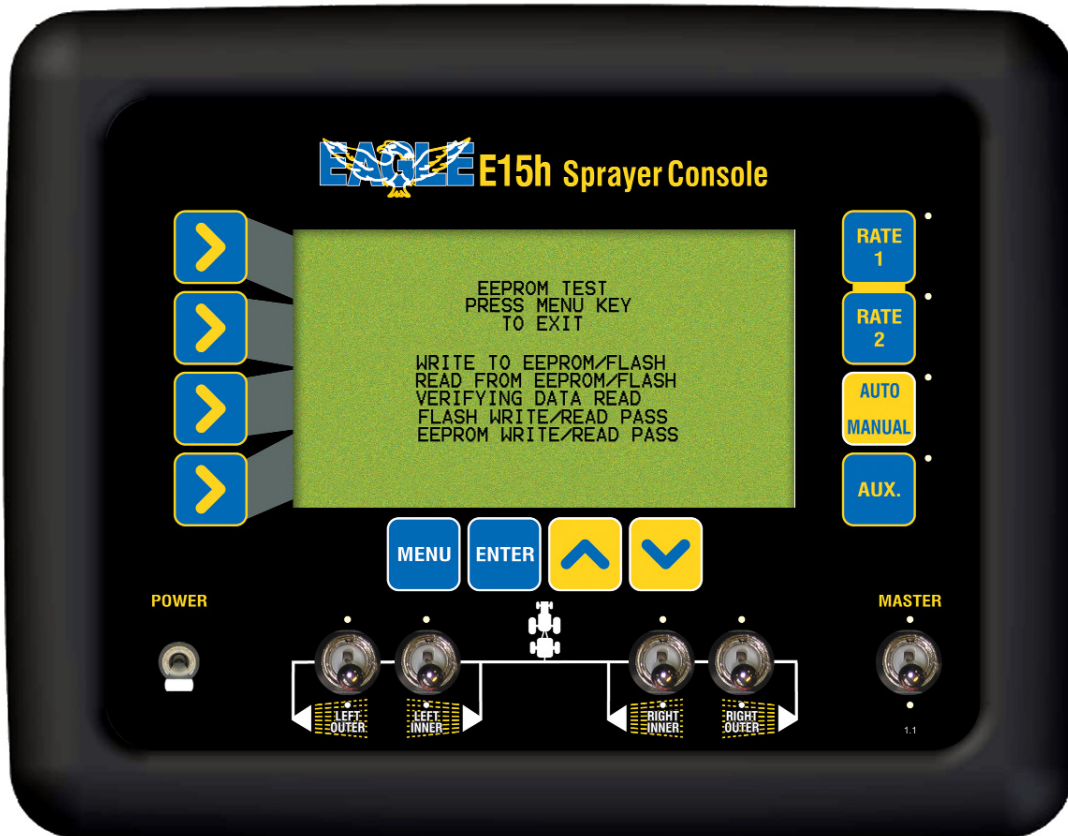 EAGLE E15h Sprayer Console
EEPROM TEST
PRESS MENU KEY
TO EXIT
WRITE TO EEPROM/FLASH
READ FROM EEPROM/FLASH
VERIFYING DATA READ
FLASH WRITE/READ PASS
EEPROM WRITE/READ PASS
RATE
1
RATE
2
AUTO
MANUAL
AUX.
MENU ENTER
POWER
MASTER
LEFT
OUTER
LEFT
INNER
RIGHT
INNER
RIGHT
OUTER
1.1